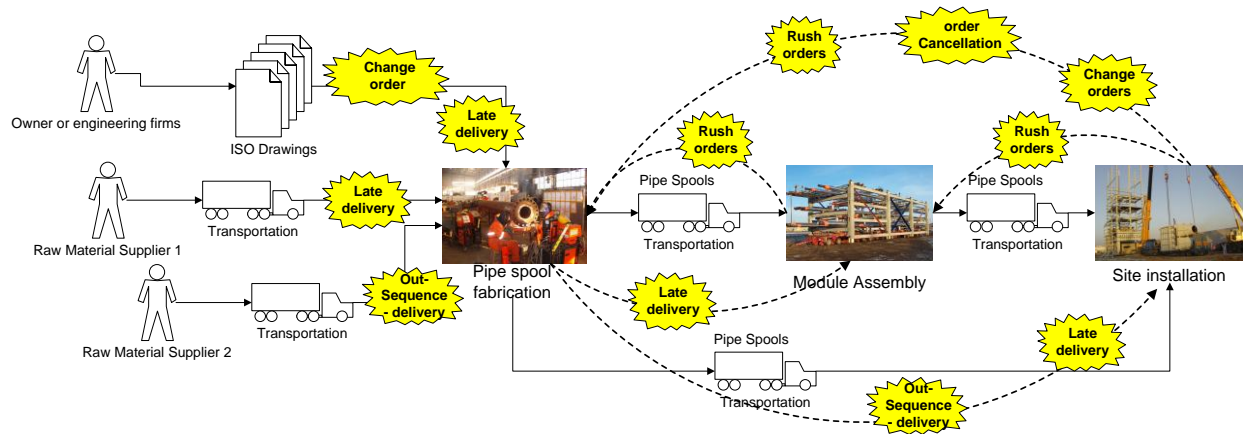 Owner or engineering firms
ISO Drawings
Change
order
Late
delivery
Rush
orders
order
Cancellation
Change
orders
Rush
orders
Rush
orders
Raw Material Supplier 1
Transportation
Late
delivery
Pipe spool
fabrication
Pipe Spools
Transportation
Module Assembly
Pipe Spools
Transportation
Site installation
Raw Material Supplier 2
Transportation
Out-
Sequence
- delivery
Late
delivery
Pipe Spools
Transportation
Out-
Sequence
- delivery
Late
delivery